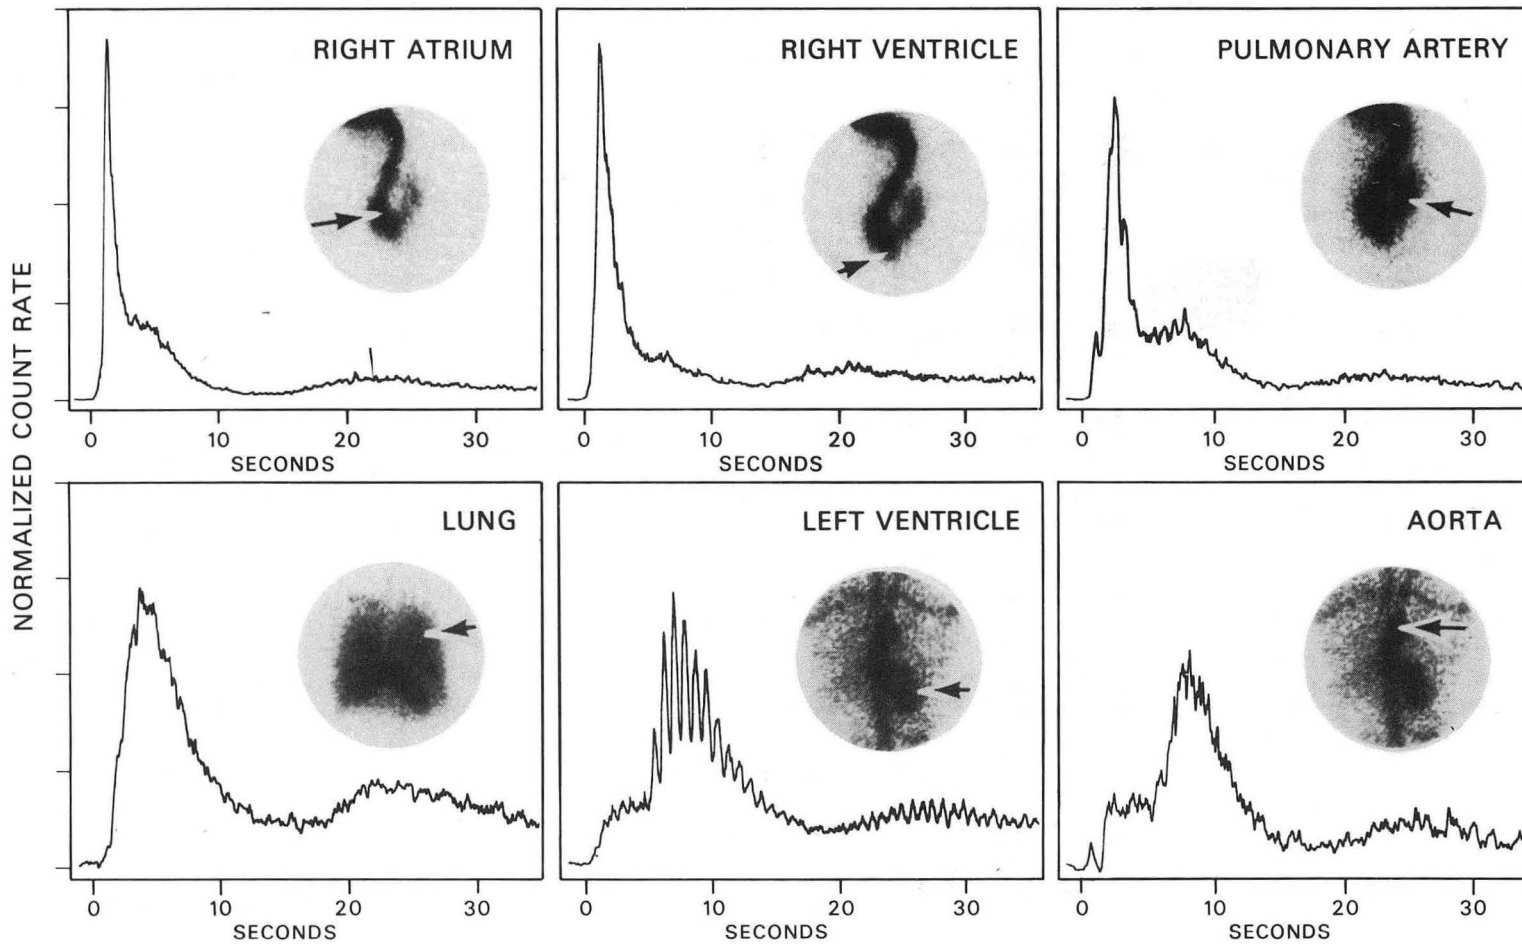 NORMALIZED COUNT RATE
RIGHT ATRIUM
0 10 20 30
SECONDS
RIGHT VENTRICLE
0 10 20 30
SECONDS
PULMONARY ARTERY
0 10 20 30
SECONDS
LUNG
0 10 20 30
SECONDS
LEFT VENTRICLE
0 10 20 30
SECONDS
AORTA
0 10 20 30
SECONDS